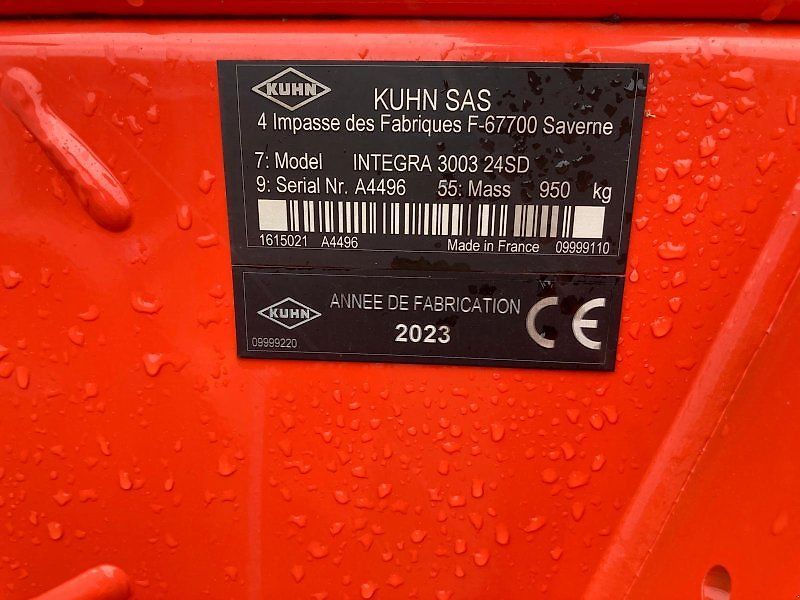 KUHN
KUHN SAS
4 Impasse des Fabriques F-67700 Saverne
7: Model INTEGRA 3003 24SD
9: Serial Nr. A4496 55: Mass 950 kg
1615021 A4496 Made in France 09999110
KUHN
ANNEE DE FABRICATION
2023
CE
09999220